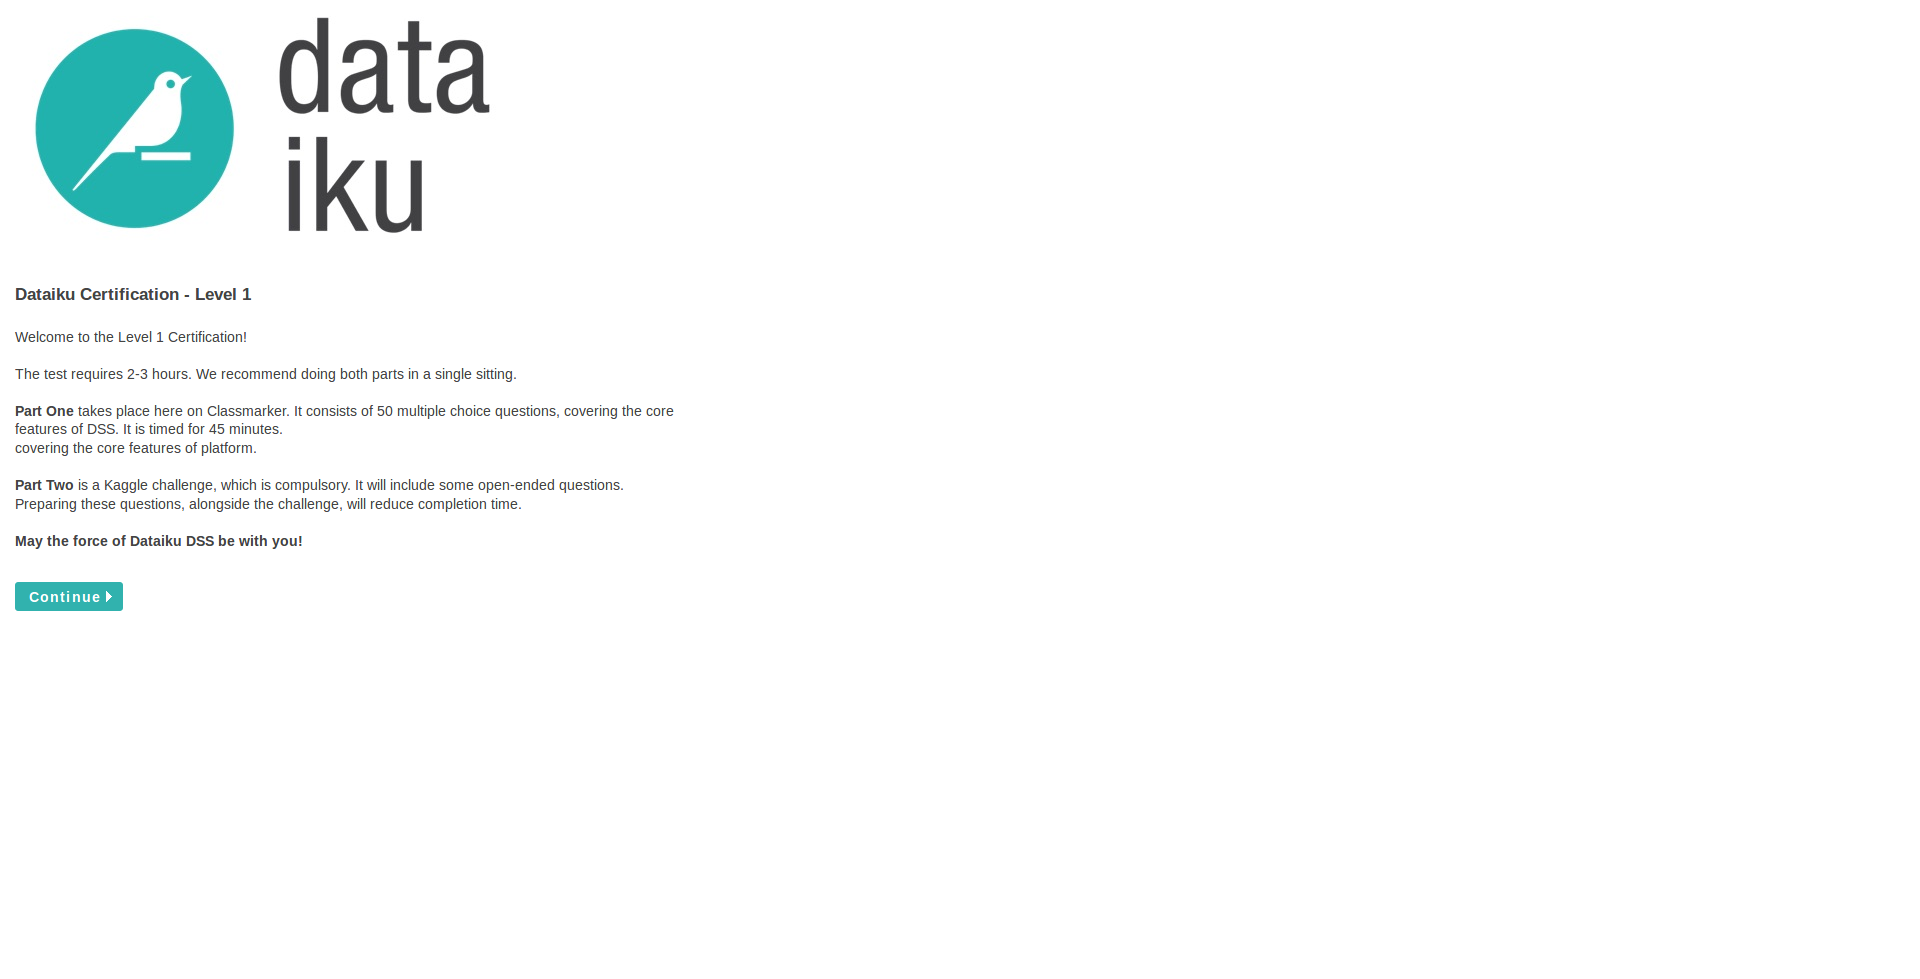 data
iku
Dataiku Certification - Level 1
Welcome to the Level 1 Certification!
The test requires 2-3 hours. We recommend doing both parts in a single sitting.
Part One takes place here on Classmarker. It consists of 50 multiple choice questions, covering the core
features of DSS. It is timed for 45 minutes.
covering the core features of platform.
Part Two is a Kaggle challenge, which is compulsory. It will include some open-ended questions.
Preparing these questions, alongside the challenge, will reduce completion time.
May the force of Dataiku DSS be with you!
Continue